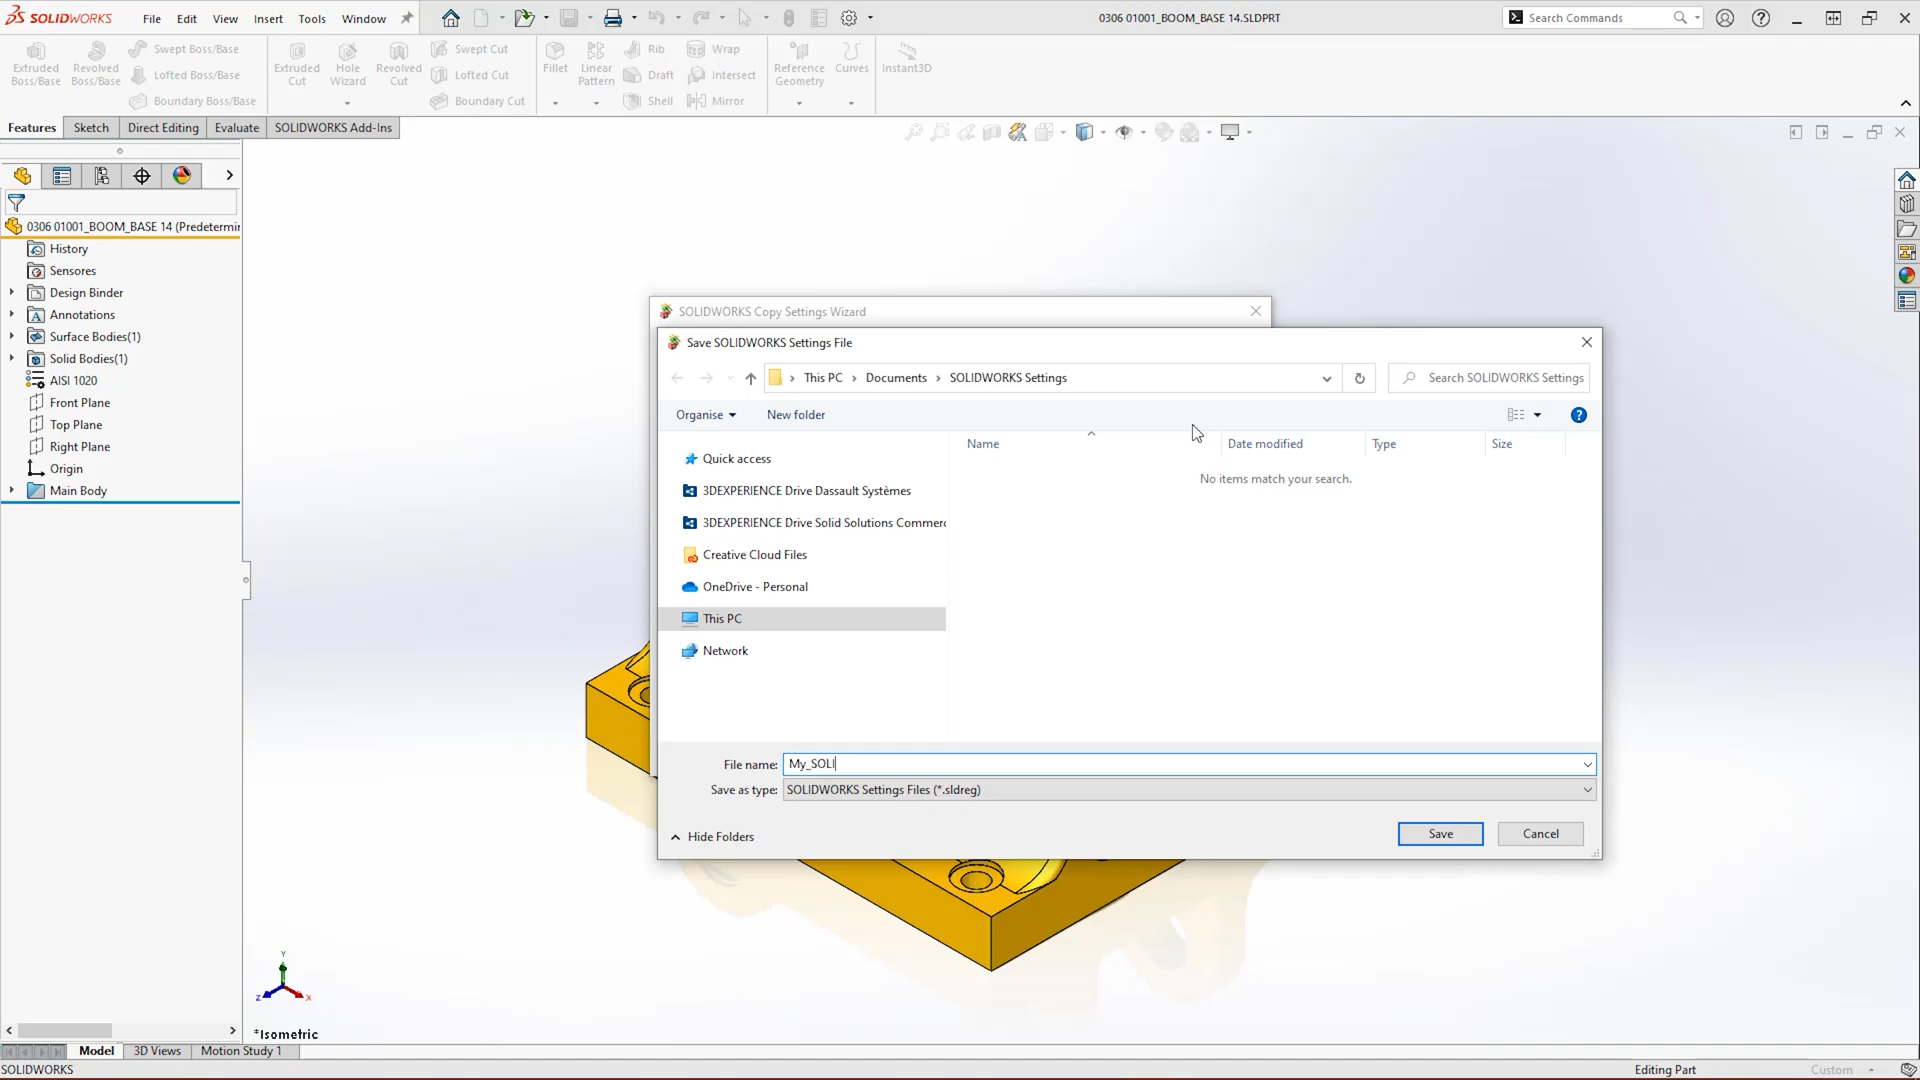 SOLIDWORKS File Edit View Insert Tools Window 0306 01001_BOOM_BASE 14.SLDPRT Search Commands
Extruded Boss/Base
Revolved Boss/Base
Swept Boss/Base
Lofted Boss/Base
Boundary Boss/Base
Extruded Cut
Hole Wizard
Revolved Cut
Swept Cut
Lofted Cut
Boundary Cut
Fillet
Linear Pattern
Rib
Draft
Shell
Wrap
Intersect
Mirror
Reference Geometry
Curves
Instant3D
Features Sketch Direct Editing Evaluate SOLIDWORKS Add-Ins
0306 01001_BOOM_BASE 14 (Predetermir
History
Sensores
Design Binder
Annotations
Surface Bodies(1)
Solid Bodies(1)
AISI 1020
Front Plane
Top Plane
Right Plane
Origin
Main Body
SOLIDWORKS Copy Settings Wizard
Save SOLIDWORKS Settings File
This PC Documents SOLIDWORKS Settings Search SOLIDWORKS Settings
Organise New folder
Name Date modified Type Size
No items match your search.
Quick access
3DEXPERIENCE Drive Dassault Systèmes
3DEXPERIENCE Drive Solid Solutions Commerc
Creative Cloud Files
OneDrive - Personal
This PC
Network
File name: My_SOLI
Save as type: SOLIDWORKS Settings Files (*.sldreg)
Hide Folders Save Cancel
Y
Z
X
*Isometric
Model 3D Views Motion Study 1
SOLIDWORKS Editing Part Custom